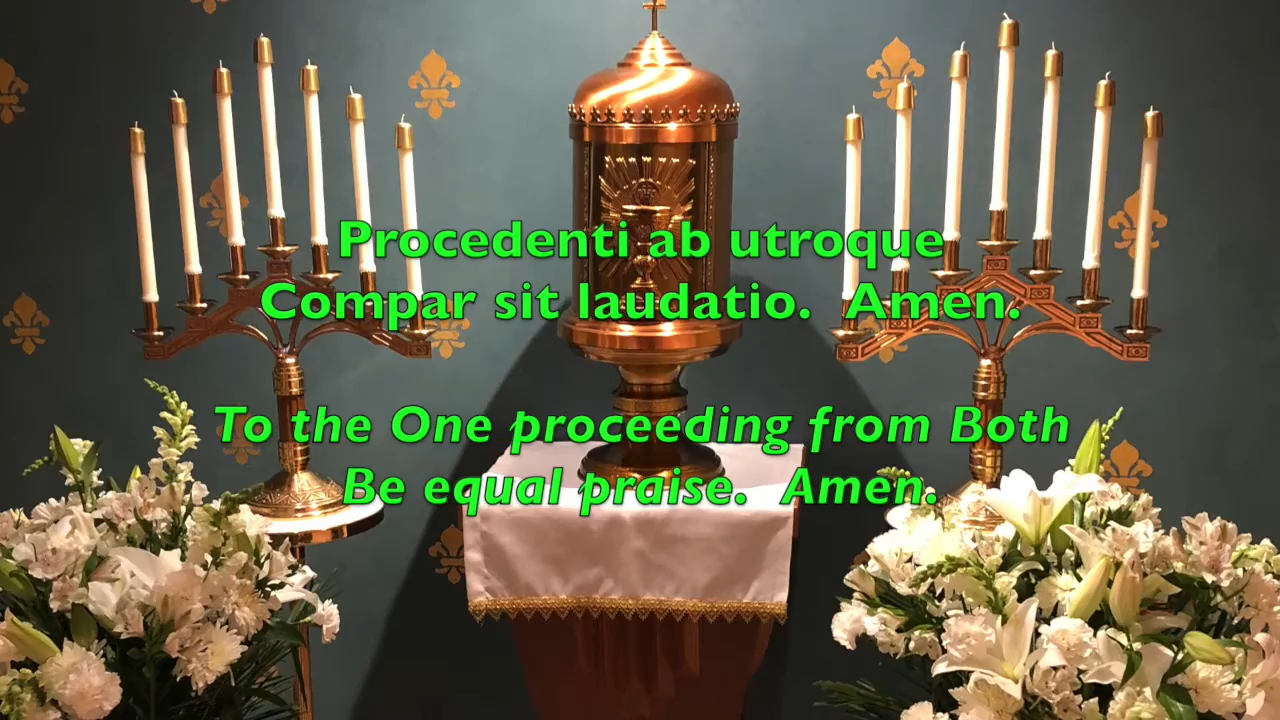 Procedenti ab utroque
Compar sit laudatio.  Amen.
To the One proceeding from Both
Be equal praise.  Amen.